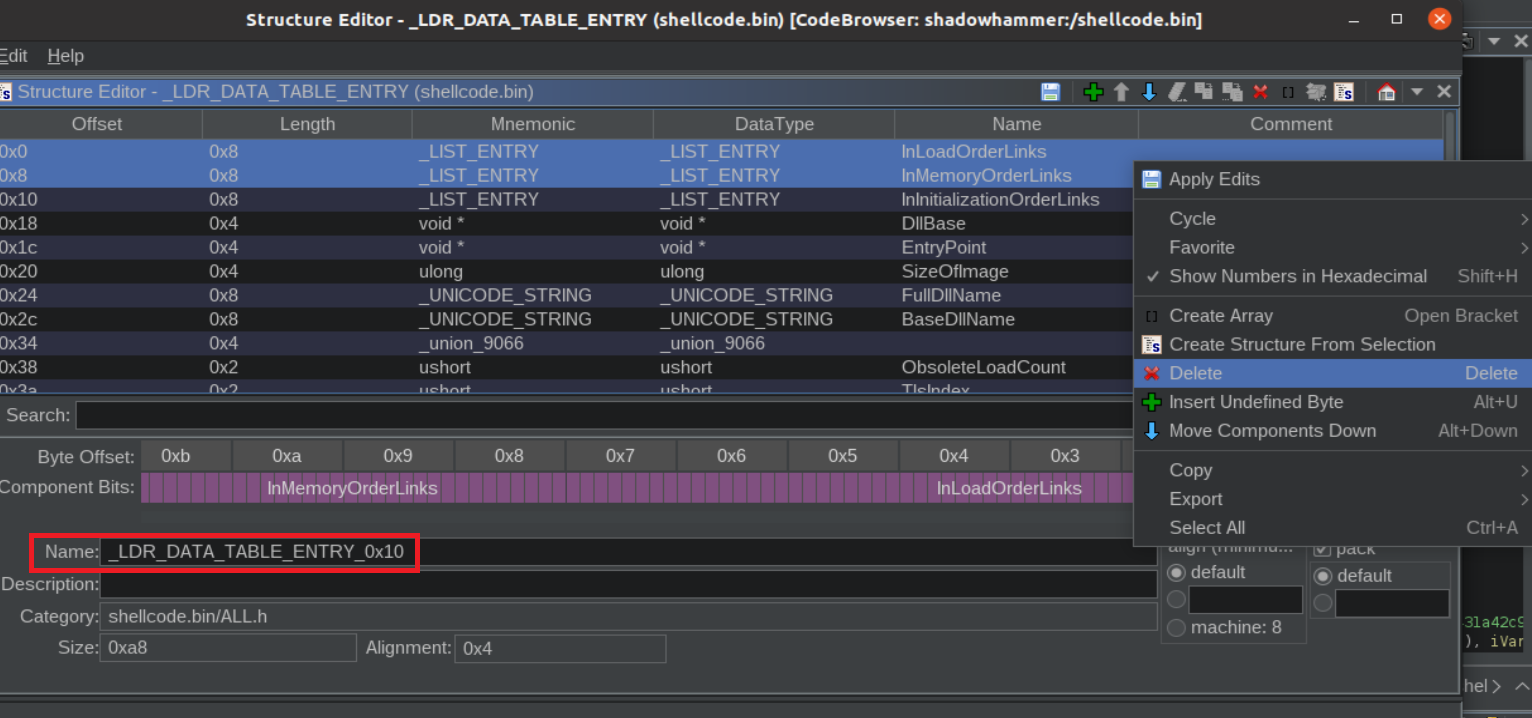 Structure Editor - _LDR_DATA_TABLE_ENTRY (shellcode.bin) [CodeBrowser: shadowhammer:/shellcode.bin]
Edit Help
Structure Editor - _LDR_DATA_TABLE_ENTRY (shellcode.bin)
Offset Length Mnemonic DataType Name Comment
0x0 0x8 _LIST_ENTRY _LIST_ENTRY InLoadOrderLinks
0x8 0x8 _LIST_ENTRY _LIST_ENTRY InMemoryOrderLinks
0x10 0x8 _LIST_ENTRY _LIST_ENTRY InInitializationOrderLinks
0x18 0x4 void * void * DllBase
0x1c 0x4 void * void * EntryPoint
0x20 0x4 ulong ulong SizeOfImage
0x24 0x8 _UNICODE_STRING _UNICODE_STRING FullDllName
0x2c 0x8 _UNICODE_STRING _UNICODE_STRING BaseDllName
0x34 0x4 _union_9066 _union_9066
0x38 0x2 ushort ushort ObsoleteLoadCount
0x3a 0x2 ushort ushort TlsIndex
Apply Edits
Cycle
Favorite
Show Numbers in Hexadecimal Shift+H
Create Array Open Bracket
Create Structure From Selection
Delete Delete
Insert Undefined Byte Alt+U
Move Components Down Alt+Down
Copy
Export
Select All Ctrl+A
Search:
Byte Offset: 0xb 0xa 0x9 0x8 0x7 0x6 0x5 0x4 0x3
Component Bits: InMemoryOrderLinks InLoadOrderLinks
Name: _LDR_DATA_TABLE_ENTRY_0x10
Description:
Category: shellcode.bin/ALL.h
Size: 0xa8 Alignment: 0x4
align (minimu... pack
default default
machine: 8
31a42c9
), iVar
hel